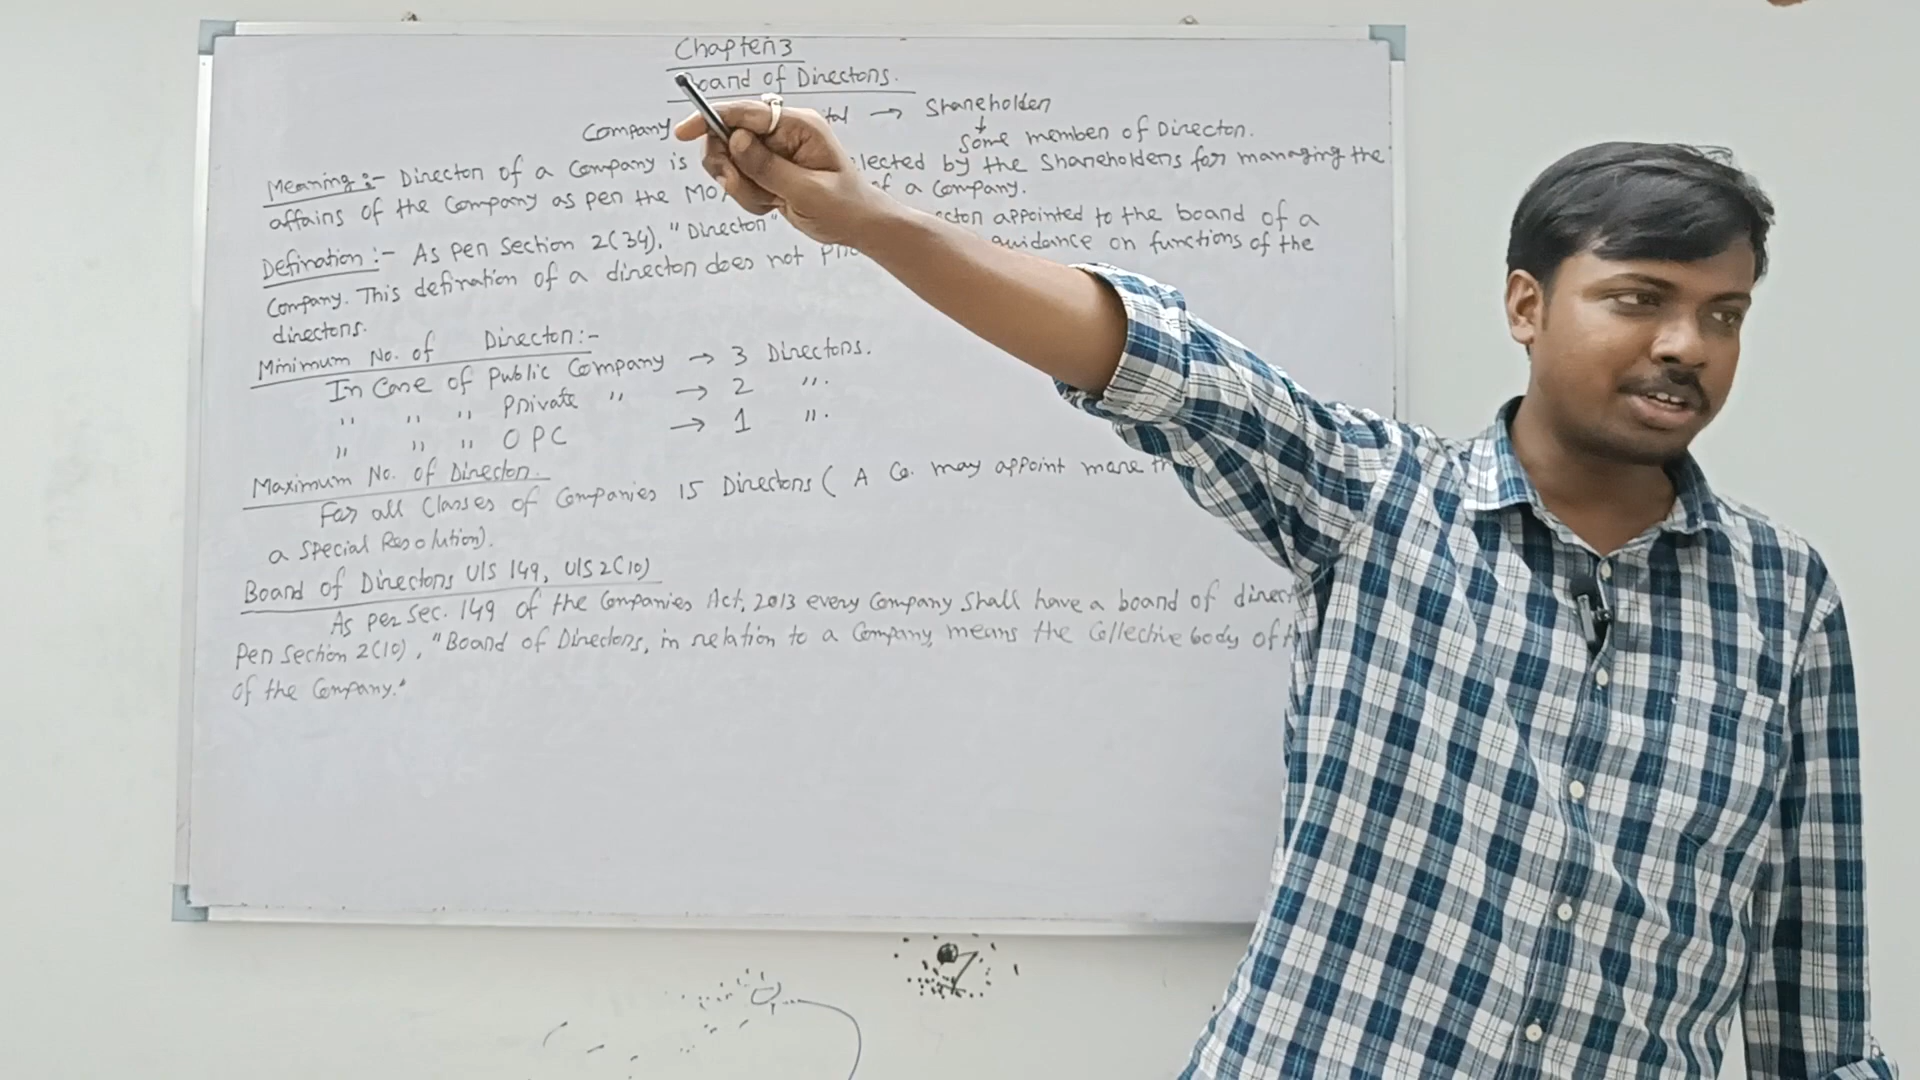 Chapter 3
Board of Directors.
Company → Shareholder
↓
Some member of Director.
Meaning :- Director of a Company is elected by the Shareholders for managing the
affairs of the Company as per the of a Company.
Defination :- As per Section 2(34), "Director" appointed to the board of a
Company. This defination of a director does not guidance on functions of the
directors.
Minimum No. of Director:-
In Case of Public Company → 3 Directors.
" " " Private " → 2 ".
" " " OPC → 1 ".
Maximum No. of Director.
For all Classes of Companies 15 Directors ( A Co. may appoint more
a Special Resolution).
Board of Directors U/S 149, U/S 2(10)
As per Sec. 149 of the Companies Act, 2013 every Company Shall have a board of
per Section 2(10), "Board of Directors, in relation to a Company, means the Collective body of
of the Company."